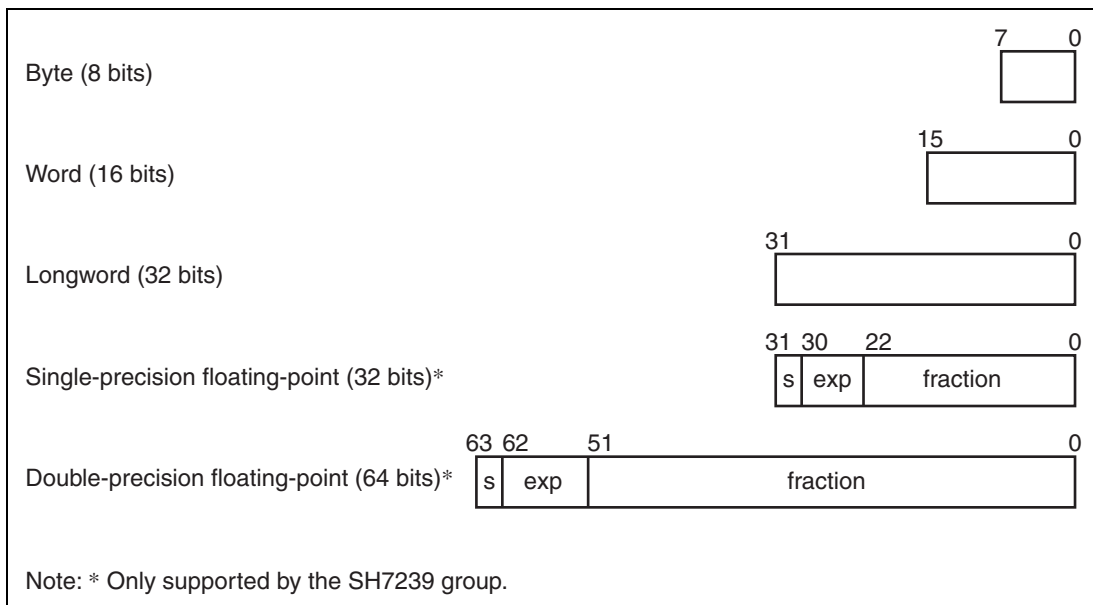 7 0
Byte (8 bits)
15 0
Word (16 bits)
31 0
Longword (32 bits)
31 30 22 0
Single-precision floating-point (32 bits)* s exp fraction
63 62 51 0
Double-precision floating-point (64 bits)* s exp fraction
Note: * Only supported by the SH7239 group.